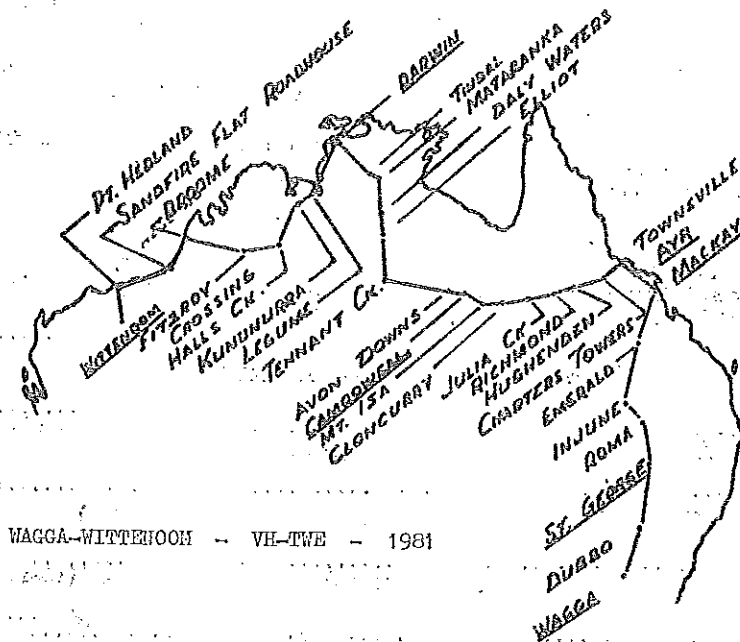 PT. HEDLAND
SANDFIRE FLAT ROADHOUSE
BROOME
DARWIN
TINDAL
MATARANKA
DALY WATERS
ELLIOT
TOWNSVILLE
AYR
MACKAY
WITTENOOM
FITZROY
CROSSING
HALLS CK.
KUNUNURRA
LEGUNE
TENNANT CK.
AVON DOWNS
CAMOOWEAL
MT. ISA
CLONCURRY
JULIA CK.
RICHMOND
HUGHENDEN
CHARTERS TOWERS
EMERALD
INJUNE
ROMA
ST. GEORGE
DUBBO
WAGGA
WAGGA-WITTENOOM - VH-TWE - 1981